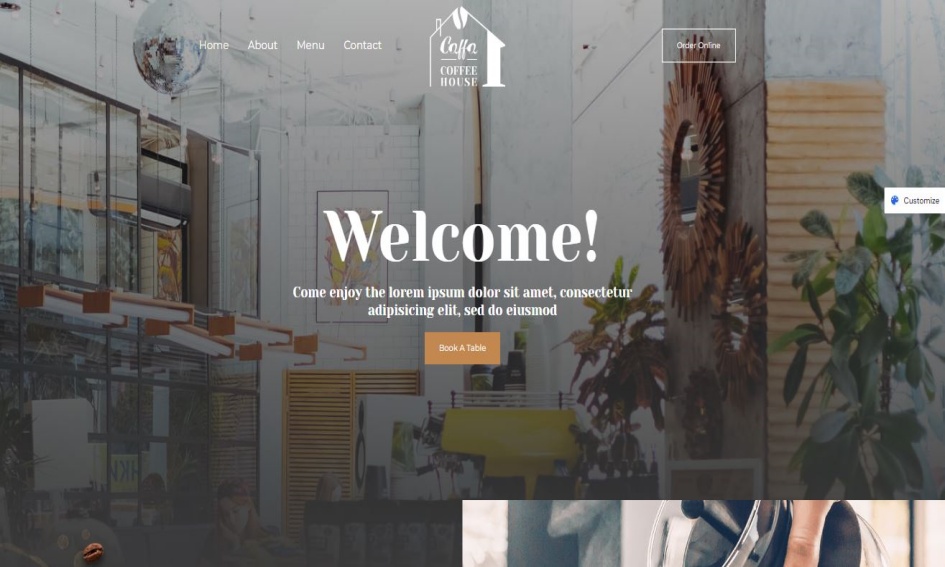 Home About Menu Contact
Caffa
COFFEE
HOUSE
Order Online
Customize
Welcome!
Come enjoy the lorem ipsum dolor sit amet, consectetur
adipisicing elit, sed do eiusmod
Book A Table